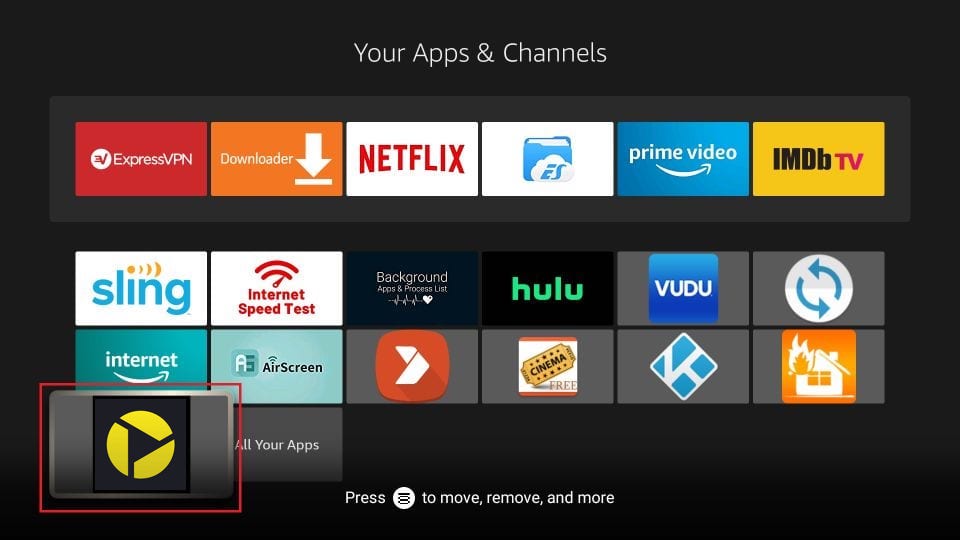 Your Apps & Channels
ExpressVPN
Downloader
NETFLIX
ES
prime video
IMDb TV
sling
Internet
Speed Test
Background
Apps & Process List
hulu
VUDU
internet
AS AirScreen
CINEMA
FREE
All Your Apps
Press to move, remove, and more